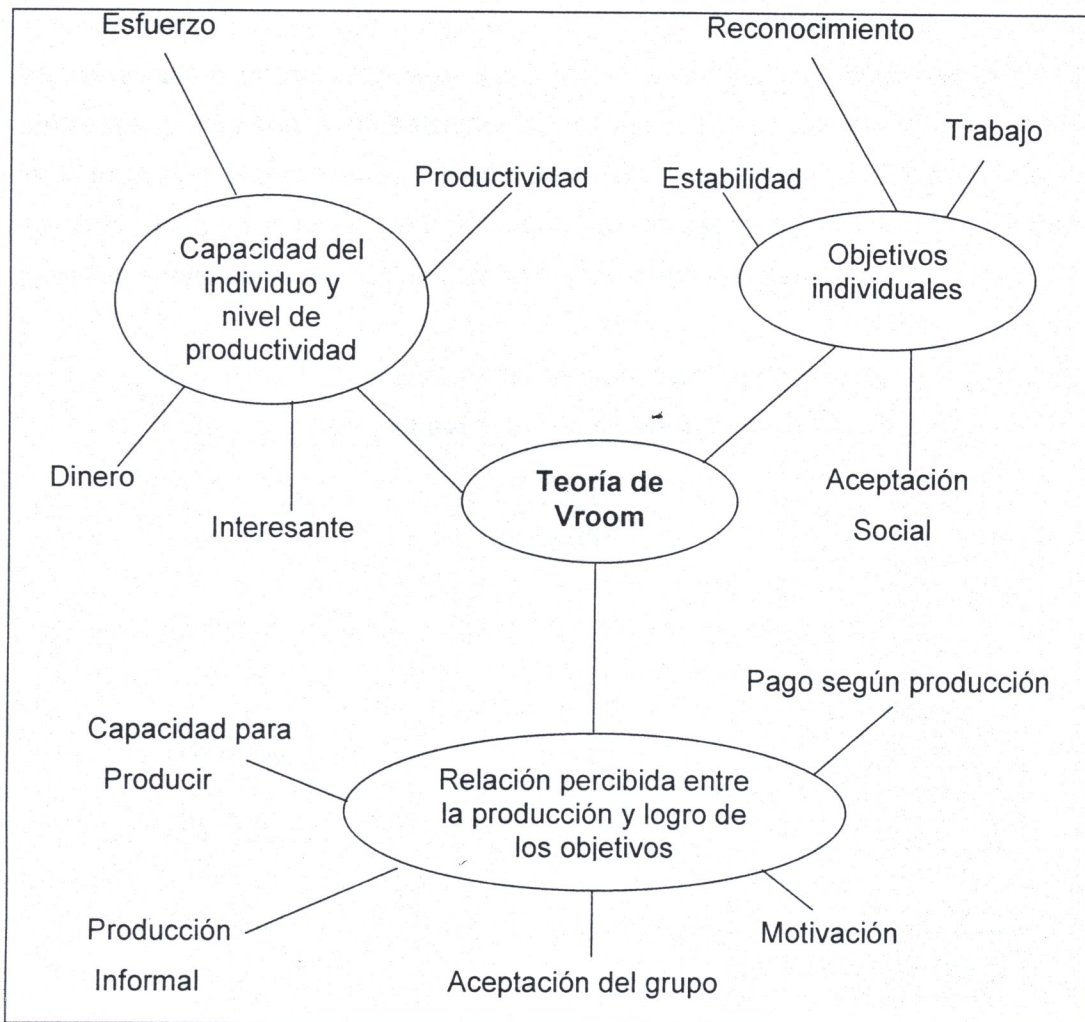 Esfuerzo
Reconocimiento
Trabajo
Productividad
Estabilidad
Capacidad del
individuo y
nivel de
productividad
Objetivos
individuales
Dinero
Interesante
Teoría de
Vroom
Aceptación
Social
Pago según producción
Capacidad para
Producir
Relación percibida entre
la producción y logro de
los objetivos
Producción
Informal
Motivación
Aceptación del grupo